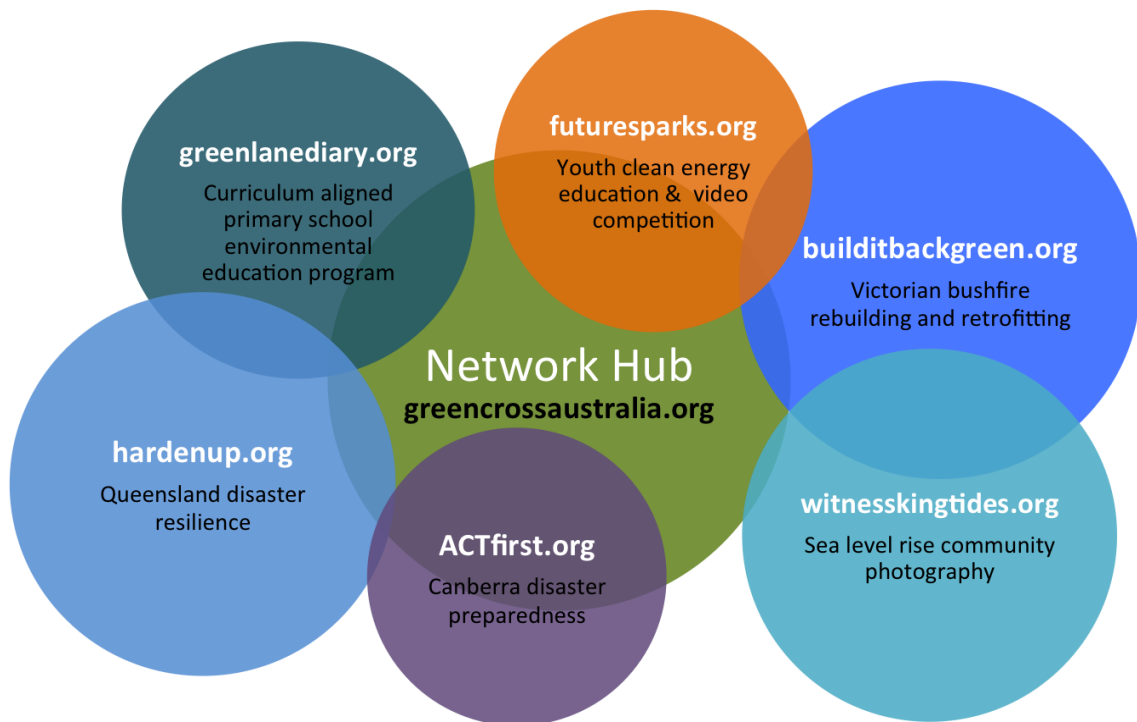 futuresparks.org
Youth clean energy
education & video
competition
greenlanediary.org
Curriculum aligned
primary school
environmental
education program
builditbackgreen.org
Victorian bushfire
rebuilding and retrofitting
Network Hub
greencrossaustralia.org
hardenup.org
Queensland disaster
resilience
witnesskingtides.org
Sea level rise community
photography
ACTfirst.org
Canberra disaster
preparedness